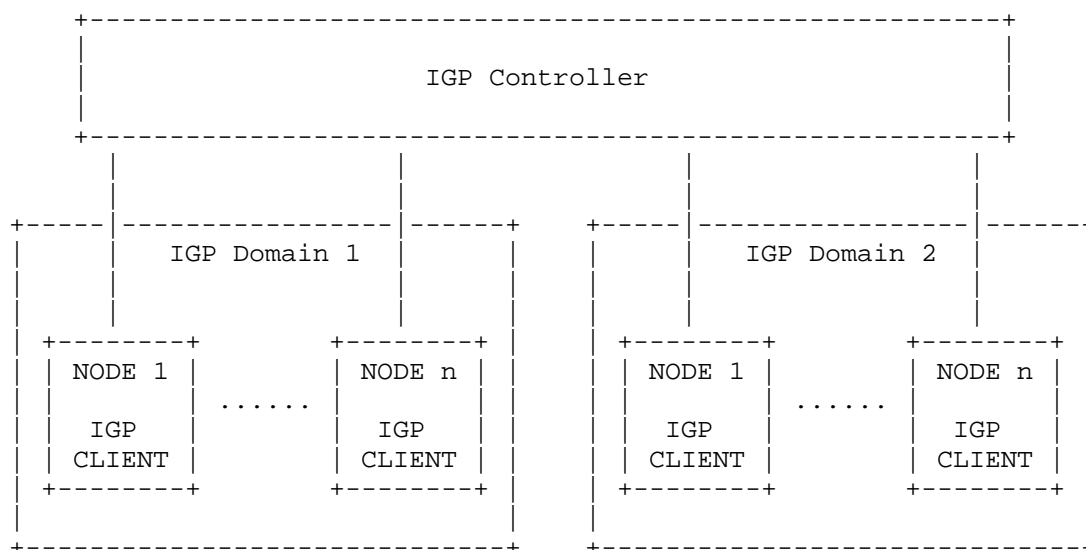 IGP Controller
IGP Domain 1 IGP Domain 2
NODE 1 NODE n NODE 1 NODE n
...... ......
IGP IGP IGP IGP
CLIENT CLIENT CLIENT CLIENT